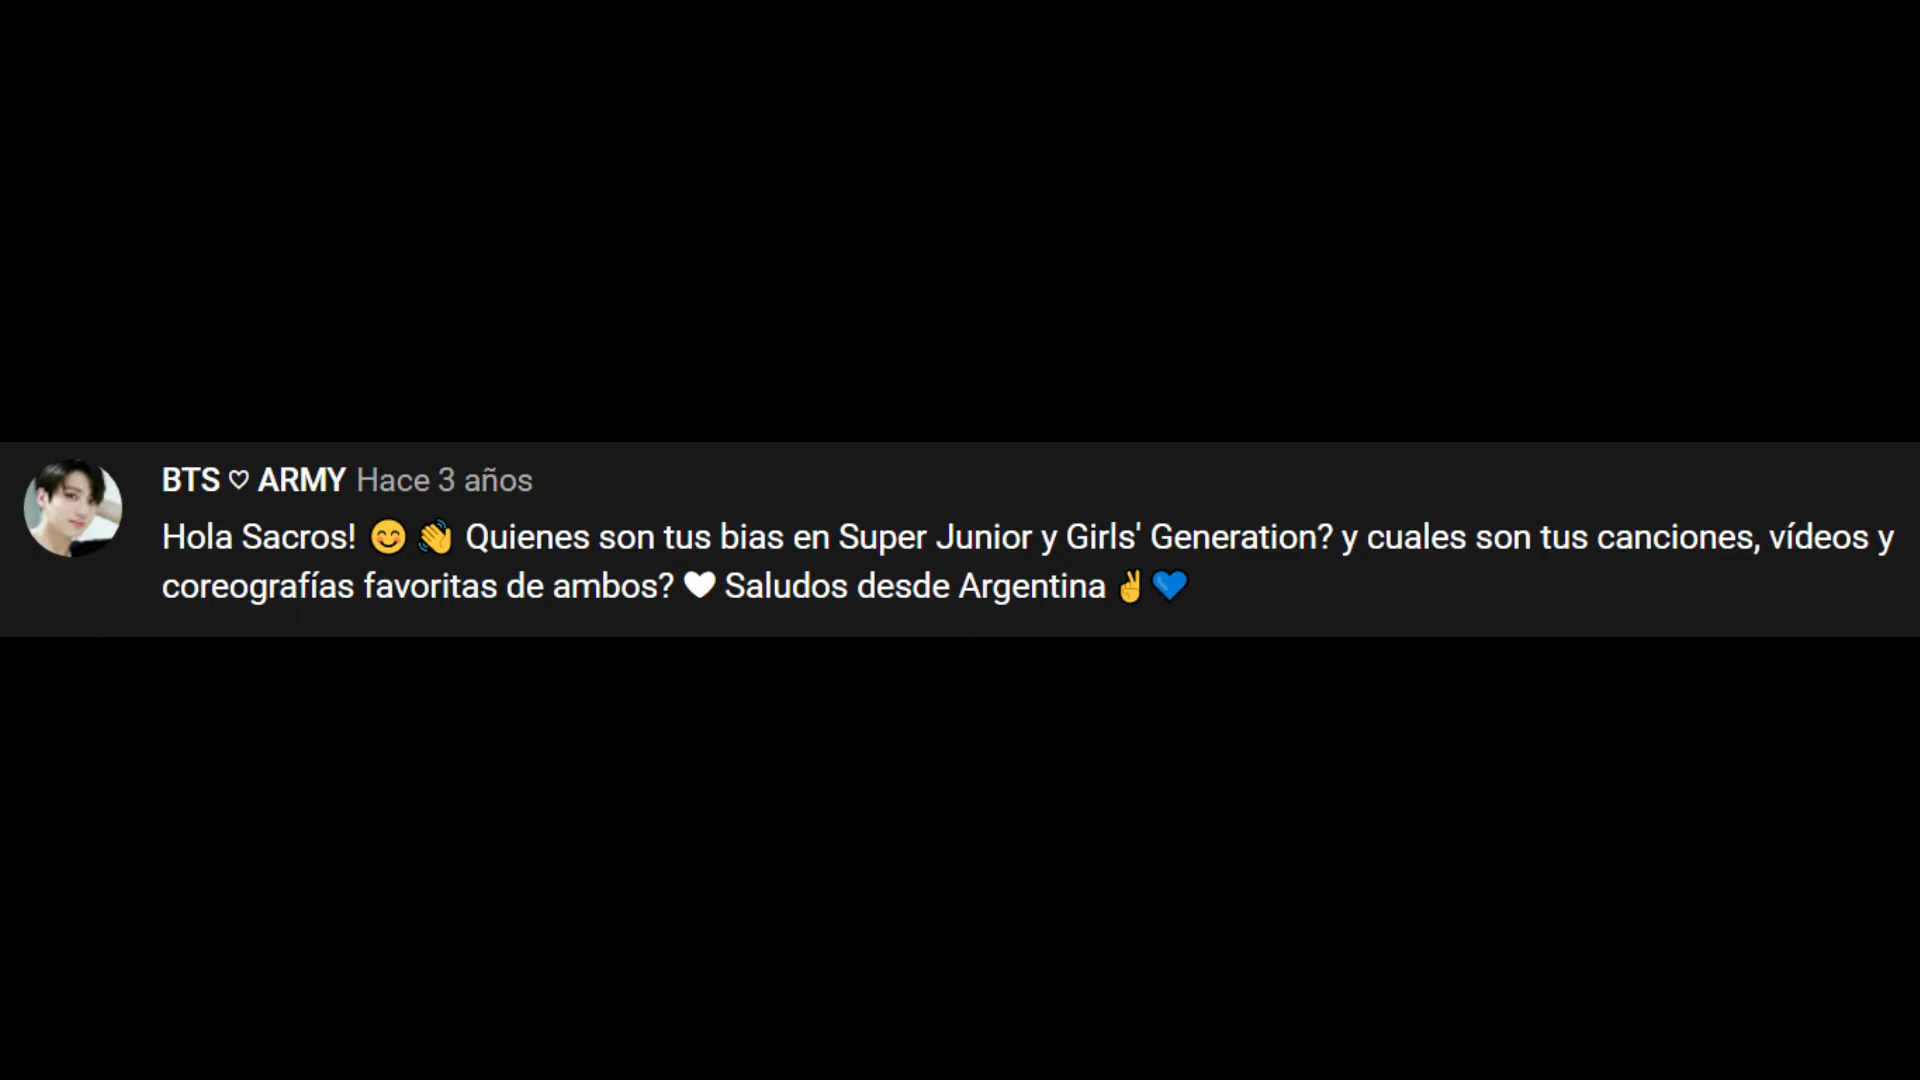 BTS ♡ ARMY Hace 3 años
Hola Sacros! 😊 👋 Quienes son tus bias en Super Junior y Girls' Generation? y cuales son tus canciones, vídeos y
coreografías favoritas de ambos? 🤍 Saludos desde Argentina ✌️💙